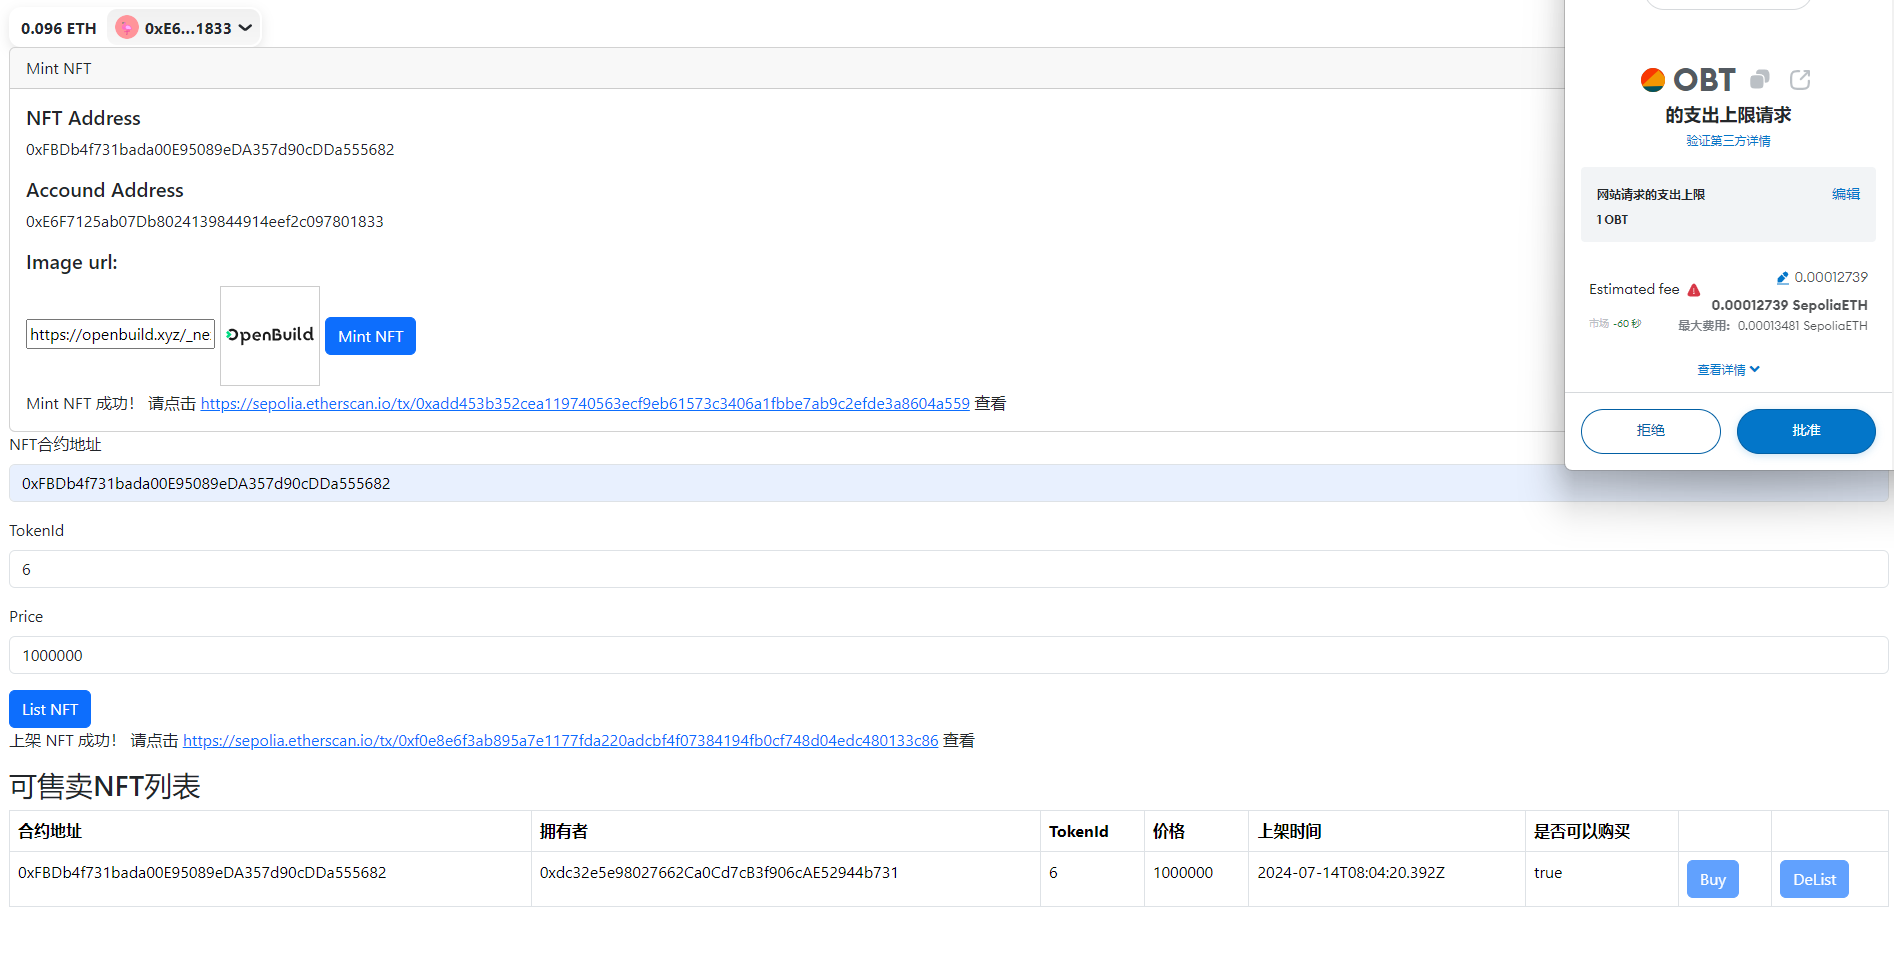 0.096 ETH 0xE6...1833
Mint NFT
NFT Address
0xFBDb4f731bada00E95089eDA357d90cDDa555682
Accound Address
0xE6F7125ab07Db8024139844914eef2c097801833
Image url:
https://openbuild.xyz/_ne OpenBuild Mint NFT
Mint NFT 成功！ 请点击 https://sepolia.etherscan.io/tx/0xadd453b352cea119740563ecf9eb61573c3406a1fbbe7ab9c2efde3a8604a559 查看
NFT合约地址
0xFBDb4f731bada00E95089eDA357d90cDDa555682
TokenId
6
Price
1000000
List NFT
上架 NFT 成功！ 请点击 https://sepolia.etherscan.io/tx/0xf0e8e6f3ab895a7e1177fda220adcbf4f07384194fb0cf748d04edc480133c86 查看
可售卖NFT列表
合约地址 拥有者 TokenId 价格 上架时间 是否可以购买
0xFBDb4f731bada00E95089eDA357d90cDDa555682 0xdc32e5e98027662Ca0Cd7cB3f906cAE52944b731 6 1000000 2024-07-14T08:04:20.392Z true Buy DeList
OBT
的支出上限请求
验证第三方详情
网站请求的支出上限 编辑
1 OBT
0.00012739
Estimated fee
0.00012739 SepoliaETH
市场 -60 秒 最大费用: 0.00013481 SepoliaETH
查看详情
拒绝 批准